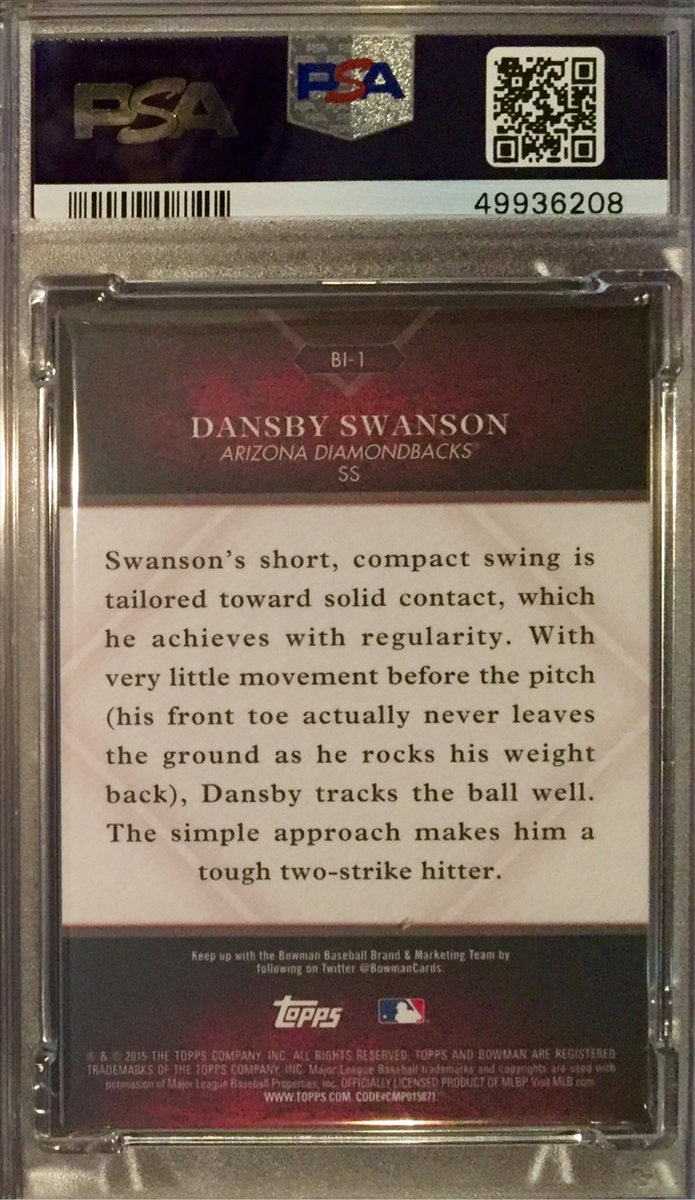 PSA
PSA
49936208
BI-1
DANSBY SWANSON
ARIZONA DIAMONDBACKS
SS
Swanson's short, compact swing is
tailored toward solid contact, which
he achieves with regularity. With
very little movement before the pitch
(his front toe actually never leaves
the ground as he rocks his weight
back), Dansby tracks the ball well.
The simple approach makes him a
tough two-strike hitter.
Keep up with the Bowman Baseball Brand & Marketing Team by
following on Twitter @BowmanCards.
Topps
® & © 2015 THE TOPPS COMPANY, INC. ALL RIGHTS RESERVED. TOPPS AND BOWMAN ARE REGISTERED
TRADEMARKS OF THE TOPPS COMPANY, INC. Major League Baseball trademarks and copyrights are used with
permission of Major League Baseball Properties, Inc. OFFICIALLY LICENSED PRODUCT OF MLBP Visit MLB.com
WWW.TOPPS.COM. CODE#CMP015871